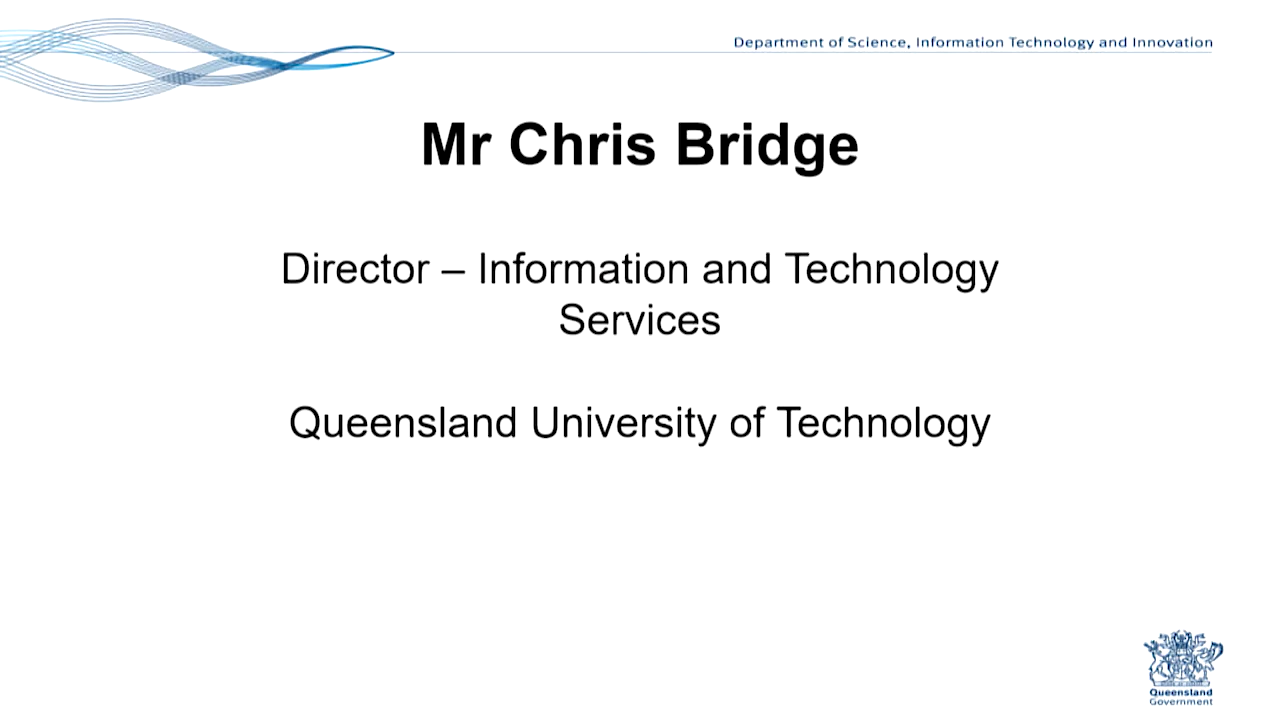 Department of Science, Information Technology and Innovation
Mr Chris Bridge
Director – Information and Technology
Services
Queensland University of Technology
Queensland
Government